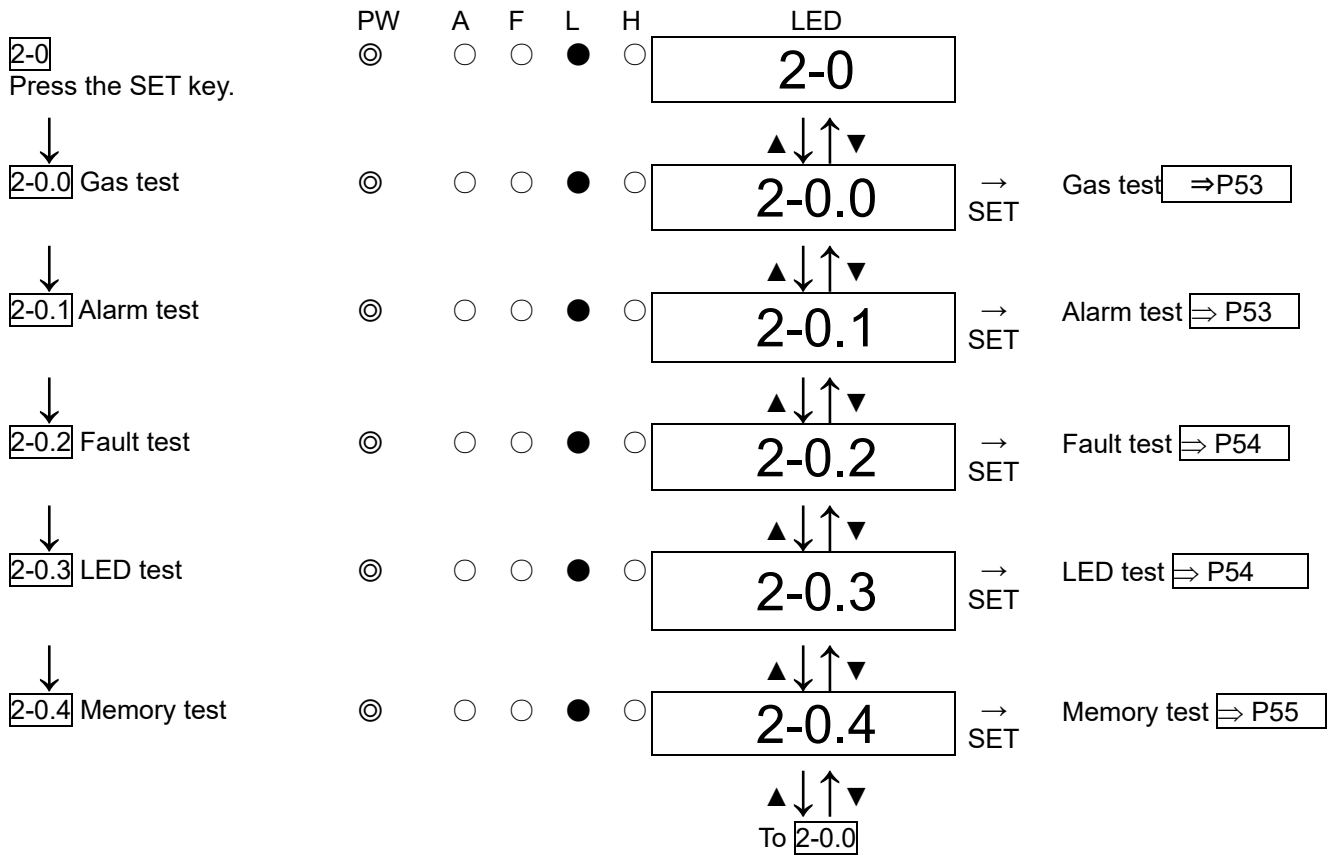 PW A F L H LED
2-0 ◎ ○ ○ ● ○ 2-0
Press the SET key.
↓ ▲↓↑▼
2-0.0 Gas test ◎ ○ ○ ● ○ 2-0.0 → SET Gas test ⇒P53
↓ ▲↓↑▼
2-0.1 Alarm test ◎ ○ ○ ● ○ 2-0.1 → SET Alarm test ⇒ P53
↓ ▲↓↑▼
2-0.2 Fault test ◎ ○ ○ ● ○ 2-0.2 → SET Fault test ⇒ P54
↓ ▲↓↑▼
2-0.3 LED test ◎ ○ ○ ● ○ 2-0.3 → SET LED test ⇒ P54
↓ ▲↓↑▼
2-0.4 Memory test ◎ ○ ○ ● ○ 2-0.4 → SET Memory test ⇒ P55
▲↓↑▼
To 2-0.0